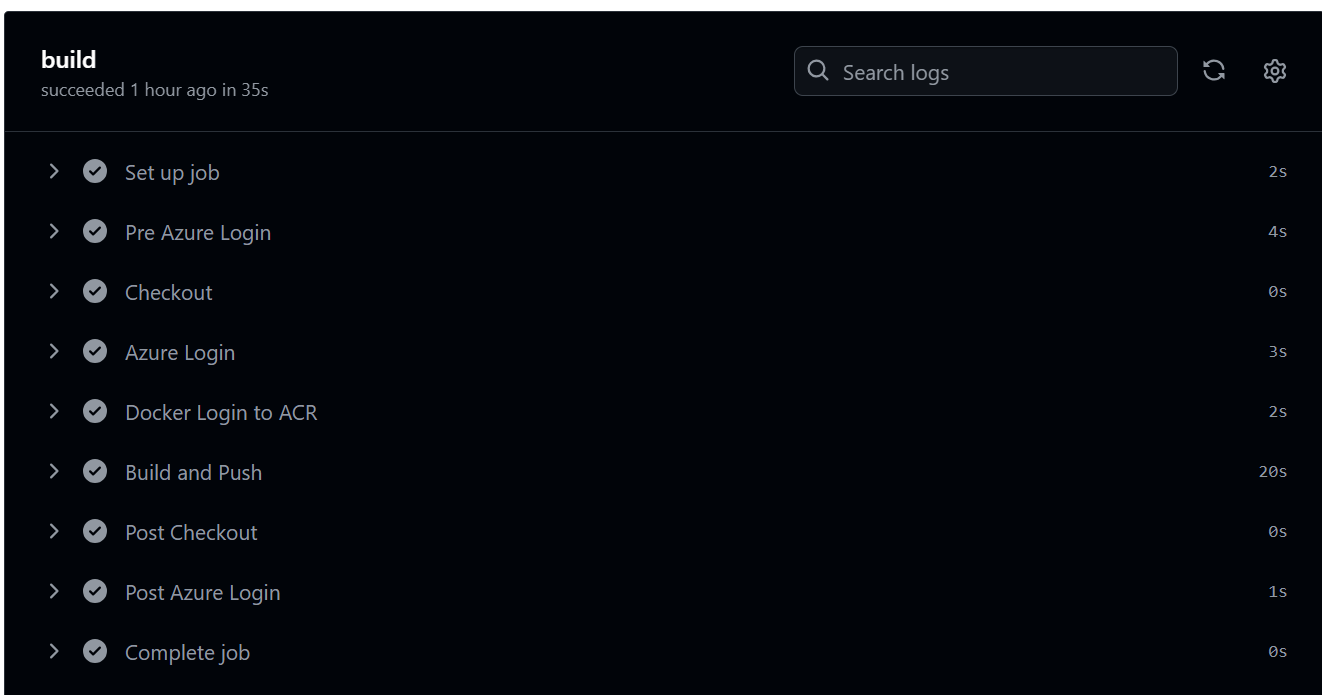 build
succeeded 1 hour ago in 35s
Search logs
Set up job 2s
Pre Azure Login 4s
Checkout 0s
Azure Login 3s
Docker Login to ACR 2s
Build and Push 20s
Post Checkout 0s
Post Azure Login 1s
Complete job 0s